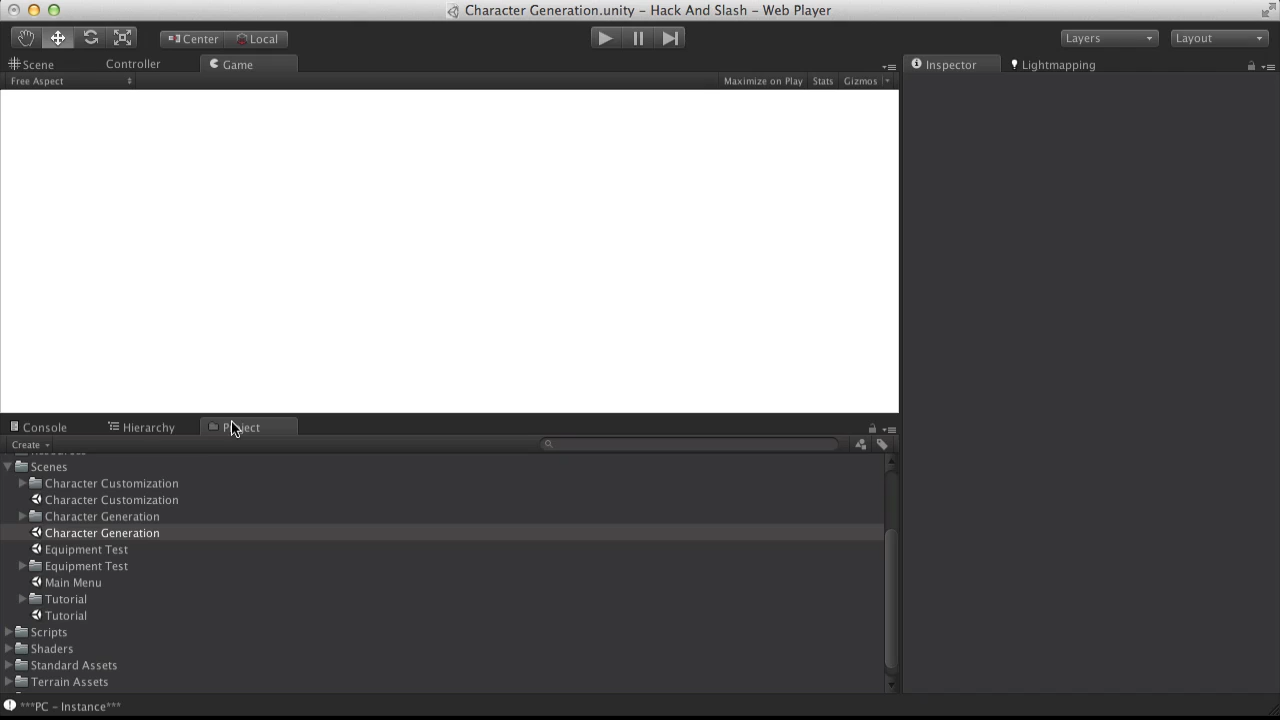 Character Generation.unity – Hack And Slash – Web Player
Center Local Layers Layout
Scene Controller Game Inspector Lightmapping
Free Aspect Maximize on Play Stats Gizmos
Console Hierarchy Project
Create
Scenes
Character Customization
Character Customization
Character Generation
Character Generation
Equipment Test
Equipment Test
Main Menu
Tutorial
Tutorial
Scripts
Shaders
Standard Assets
Terrain Assets
***PC – Instance***